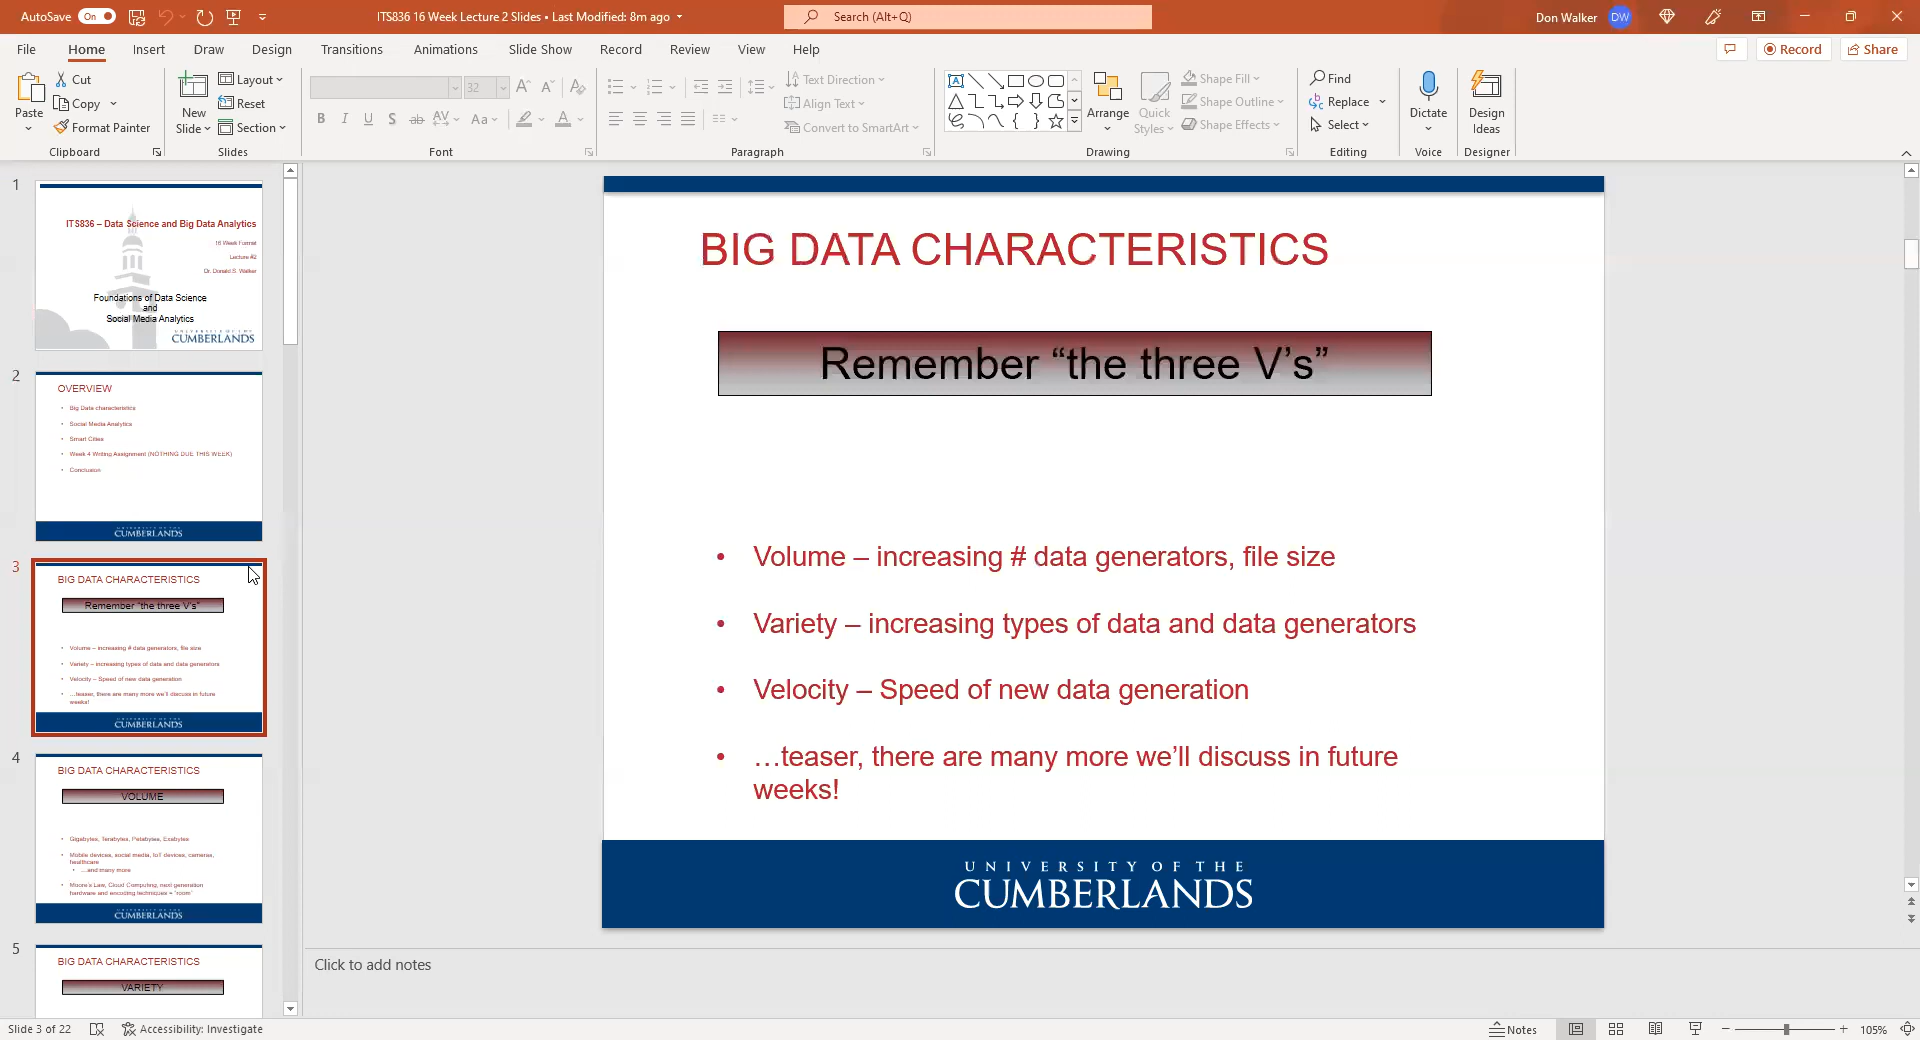 AutoSave On
ITS836 16 Week Lecture 2 Slides • Last Modified: 8m ago
Search (Alt+Q)
Don Walker DW
File Home Insert Draw Design Transitions Animations Slide Show Record Review View Help
Record Share
Paste
Cut
Copy
Format Painter
Clipboard
New
Slide
Layout
Reset
Section
Slides
32
Font
Text Direction
Align Text
Convert to SmartArt
Paragraph
Arrange
Quick
Styles
Shape Fill
Shape Outline
Shape Effects
Drawing
Find
Replace
Select
Editing
Dictate
Voice
Design
Ideas
Designer
1
ITS836 – Data Science and Big Data Analytics
16 Week Format
Lecture #2
Dr. Donald S. Walker
Foundations of Data Science
and
Social Media Analytics
UNIVERSITY OF THE
CUMBERLANDS
2
OVERVIEW
• Big Data characteristics
• Social Media Analytics
• Smart Cities
• Week 4 Writing Assignment (NOTHING DUE THIS WEEK)
• Conclusion
UNIVERSITY OF THE
CUMBERLANDS
3
BIG DATA CHARACTERISTICS
Remember “the three V’s”
• Volume – increasing # data generators, file size
• Variety – increasing types of data and data generators
• Velocity – Speed of new data generation
• …teaser, there are many more we’ll discuss in future
weeks!
UNIVERSITY OF THE
CUMBERLANDS
4
BIG DATA CHARACTERISTICS
VOLUME
• Gigabytes, Terabytes, Petabytes, Exabytes
• Mobile devices, social media, IoT devices, cameras,
healthcare
• …and many more
• Moore’s Law, Cloud Computing, next generation
hardware and encoding techniques = “room”
UNIVERSITY OF THE
CUMBERLANDS
5
BIG DATA CHARACTERISTICS
VARIETY
BIG DATA CHARACTERISTICS
Remember “the three V’s”
• Volume – increasing # data generators, file size
• Variety – increasing types of data and data generators
• Velocity – Speed of new data generation
• …teaser, there are many more we’ll discuss in future
weeks!
UNIVERSITY OF THE
CUMBERLANDS
Click to add notes
Slide 3 of 22
Accessibility: Investigate
Notes
105%